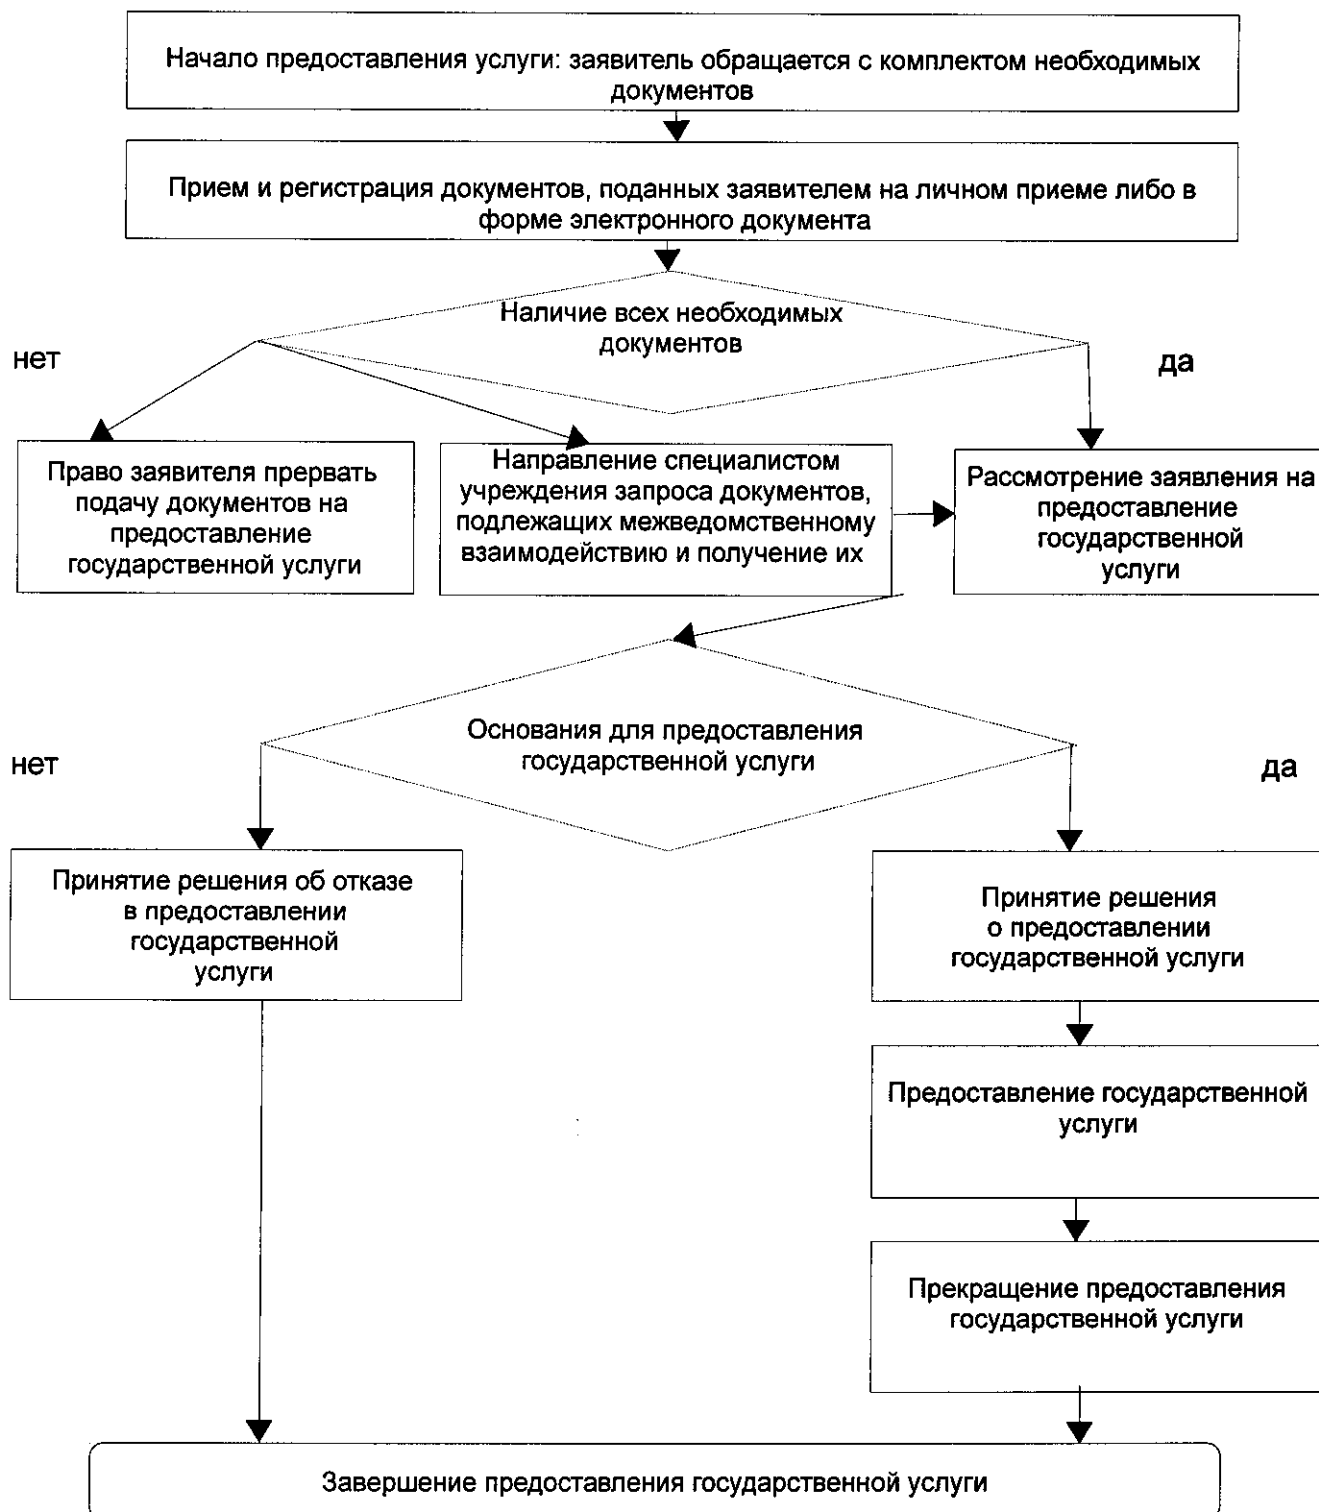 Начало предоставления услуги: заявитель обращается с комплектом необходимых
документов
Прием и регистрация документов, поданных заявителем на личном приеме либо в
форме электронного документа
Наличие всех необходимых
документов
нет
да
Право заявителя прервать
подачу документов на
предоставление
государственной услуги
Направление специалистом
учреждения запроса документов,
подлежащих межведомственному
взаимодействию и получение их
Рассмотрение заявления на
предоставление
государственной
услуги
Основания для предоставления
государственной услуги
нет
да
Принятие решения об отказе
в предоставлении
государственной
услуги
Принятие решения
о предоставлении
государственной услуги
Предоставление государственной
услуги
Прекращение предоставления
государственной услуги
Завершение предоставления государственной услуги